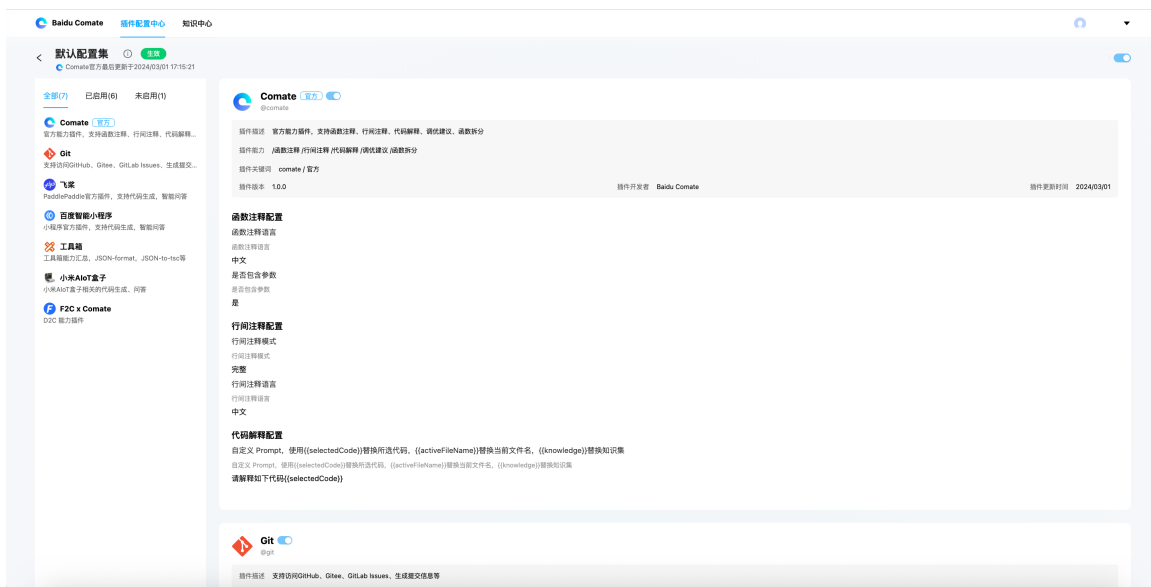 Baidu Comate 插件配置中心 知识中心
默认配置集 生效
Comate官方最后更新于2024/03/01 17:15:21
全部(7) 已启用(6) 未启用(1)
Comate 官方
官方能力插件，支持函数注释、行间注释、代码解释...
Git
支持访问GitHub、Gitee、GitLab Issues、生成提交...
飞桨
PaddlePaddle官方插件，支持代码生成，智能问答
百度智能小程序
小程序官方插件，支持代码生成，智能问答
工具箱
工具箱能力汇总，JSON-format，JSON-to-tsc等
小米AIoT盒子
小米AIoT盒子相关的代码生成、问答
F2C x Comate
D2C 能力插件
Comate 官方
@comate
插件描述 官方能力插件，支持函数注释、行间注释、代码解释、调优建议、函数拆分
插件能力 /函数注释 /行间注释 /代码解释 /调优建议 /函数拆分
插件关键词 comate / 官方
插件版本 1.0.0 插件开发者 Baidu Comate 插件更新时间 2024/03/01
函数注释配置
函数注释语言
函数注释语言
中文
是否包含参数
是否包含参数
是
行间注释配置
行间注释模式
行间注释模式
完整
行间注释语言
行间注释语言
中文
代码解释配置
自定义 Prompt，使用{{selectedCode}}替换所选代码，{{activeFileName}}替换当前文件名，{{knowledge}}替换知识集
自定义 Prompt，使用{{selectedCode}}替换所选代码，{{activeFileName}}替换当前文件名，{{knowledge}}替换知识集
请解释如下代码{{selectedCode}}
Git
@git
插件描述 支持访问GitHub、Gitee、GitLab Issues、生成提交信息等